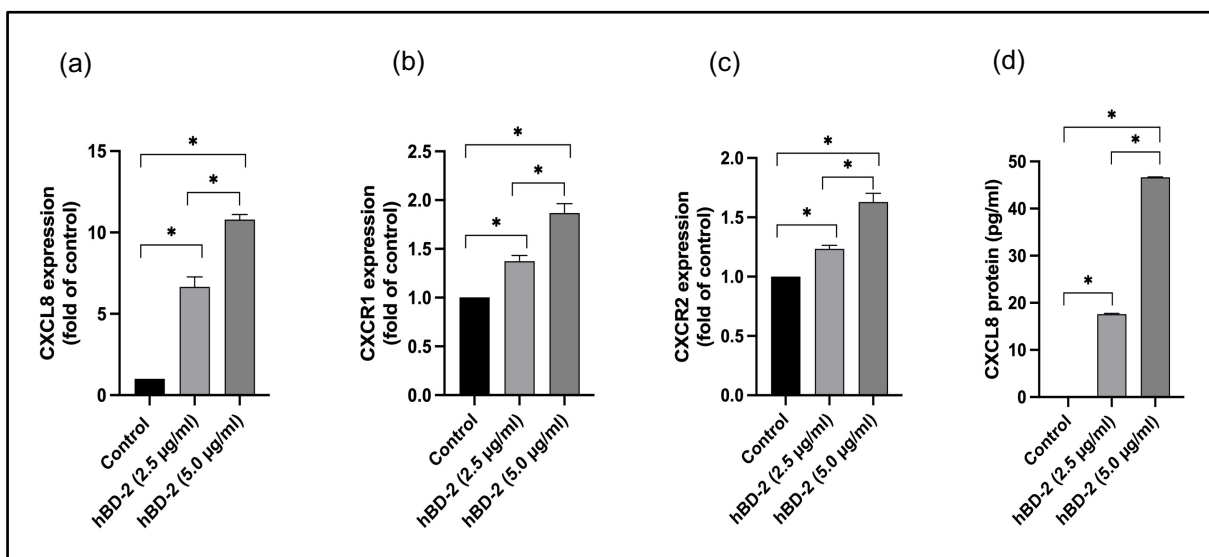 (a)
CXCL8 expression
(fold of control)
15
10
5
0
*
*
*
Control
hBD-2 (2.5 µg/ml)
hBD-2 (5.0 µg/ml)
(b)
CXCR1 expression
(fold of control)
2.5
2.0
1.5
1.0
0.5
0.0
*
*
*
Control
hBD-2 (2.5 µg/ml)
hBD-2 (5.0 µg/ml)
(c)
CXCR2 expression
(fold of control)
2.0
1.5
1.0
0.5
0.0
*
*
*
Control
hBD-2 (2.5 µg/ml)
hBD-2 (5.0 µg/ml)
(d)
CXCL8 protein (pg/ml)
50
40
30
20
10
0
*
*
*
Control
hBD-2 (2.5 µg/ml)
hBD-2 (5.0 µg/ml)